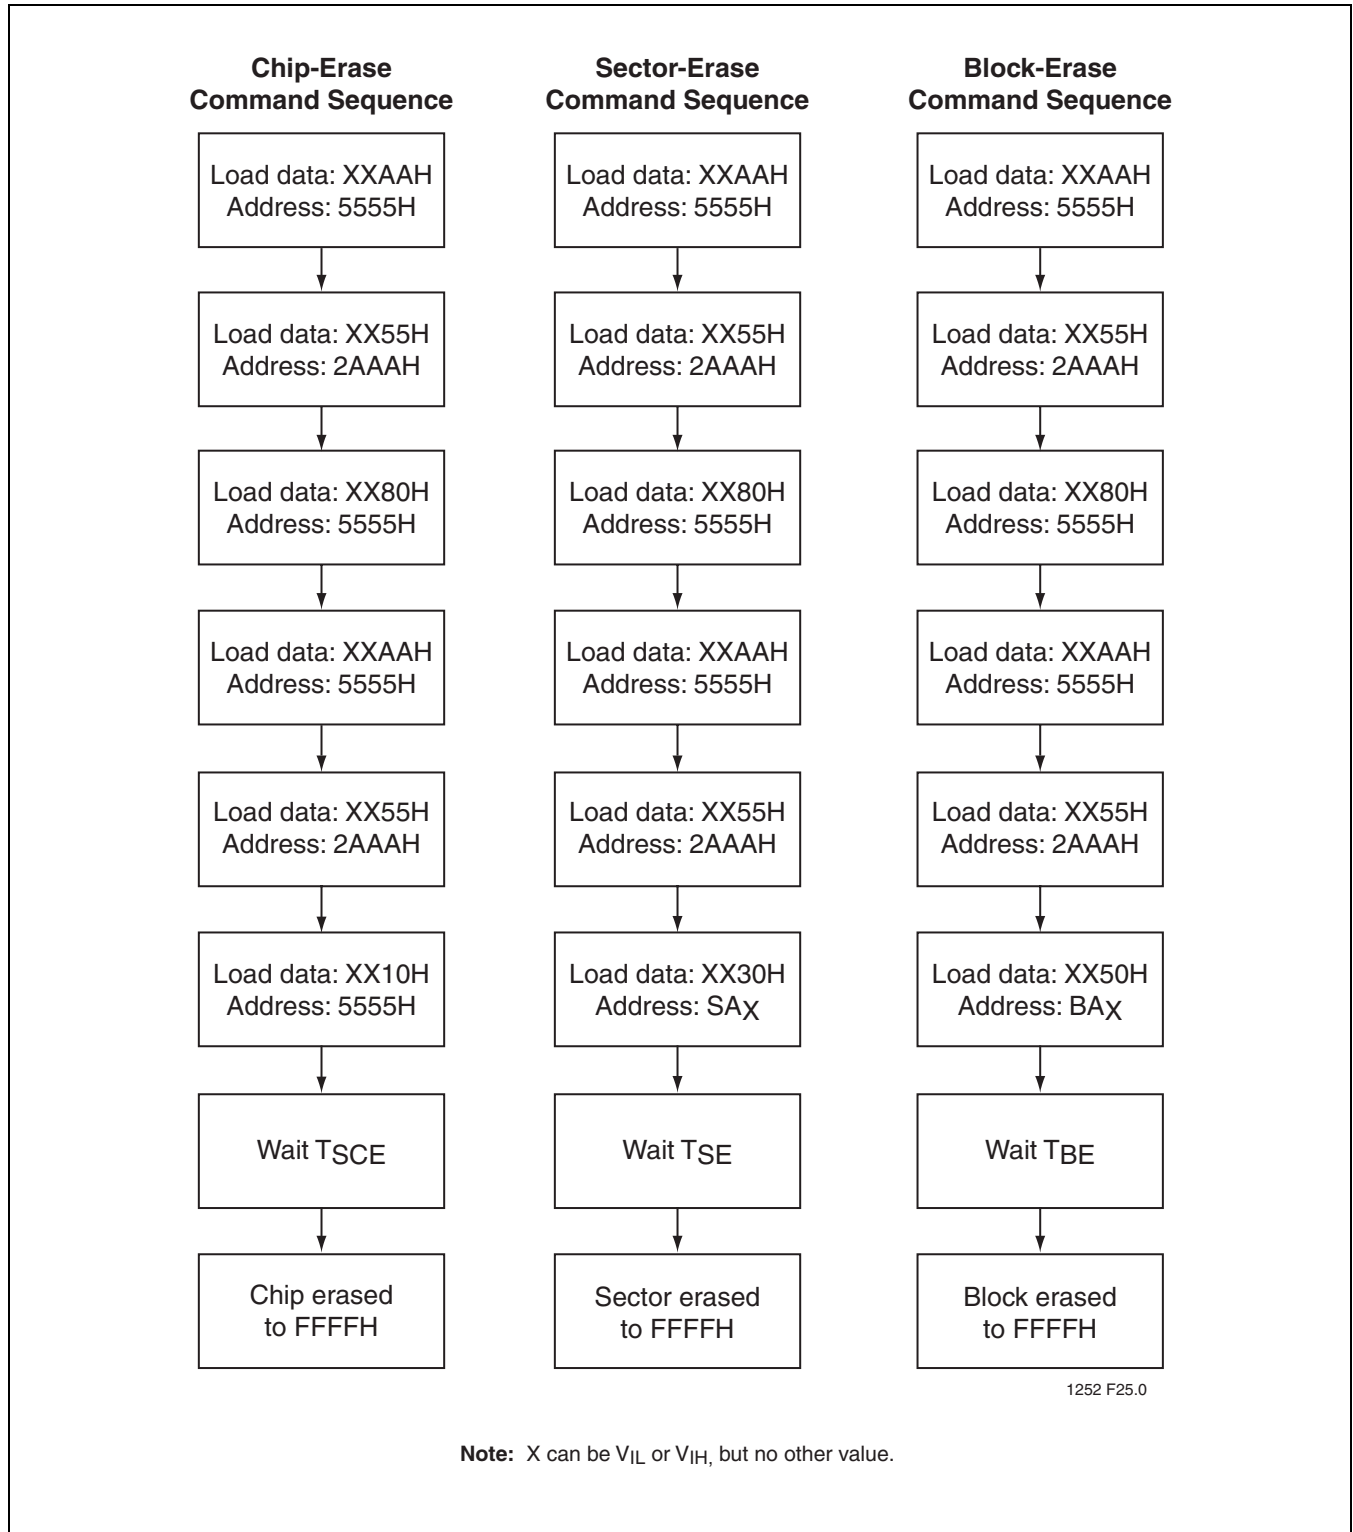 Chip-Erase
Command Sequence
Load data: XXAAH
Address: 5555H
Load data: XX55H
Address: 2AAAH
Load data: XX80H
Address: 5555H
Load data: XXAAH
Address: 5555H
Load data: XX55H
Address: 2AAAH
Load data: XX10H
Address: 5555H
Wait TSCE
Chip erased
to FFFFH
Sector-Erase
Command Sequence
Load data: XXAAH
Address: 5555H
Load data: XX55H
Address: 2AAAH
Load data: XX80H
Address: 5555H
Load data: XXAAH
Address: 5555H
Load data: XX55H
Address: 2AAAH
Load data: XX30H
Address: SAX
Wait TSE
Sector erased
to FFFFH
Block-Erase
Command Sequence
Load data: XXAAH
Address: 5555H
Load data: XX55H
Address: 2AAAH
Load data: XX80H
Address: 5555H
Load data: XXAAH
Address: 5555H
Load data: XX55H
Address: 2AAAH
Load data: XX50H
Address: BAX
Wait TBE
Block erased
to FFFFH
1252 F25.0
Note: X can be VIL or VIH, but no other value.